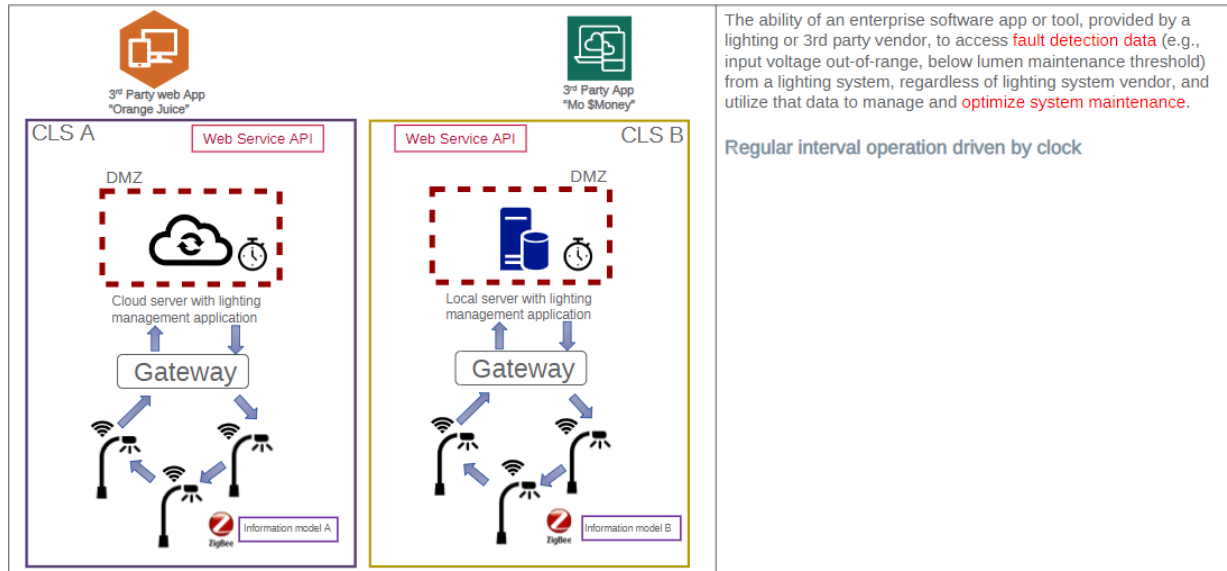 3rd Party web App
"Orange Juice"
3rd Party App
"Mo $Money"
CLS A
Web Service API
DMZ
Cloud server with lighting
management application
Gateway
ZigBee
Information model A
Web Service API
CLS B
DMZ
Local server with lighting
management application
Gateway
ZigBee
Information model B
The ability of an enterprise software app or tool, provided by a
lighting or 3rd party vendor, to access fault detection data (e.g.,
input voltage out-of-range, below lumen maintenance threshold)
from a lighting system, regardless of lighting system vendor, and
utilize that data to manage and optimize system maintenance.
Regular interval operation driven by clock